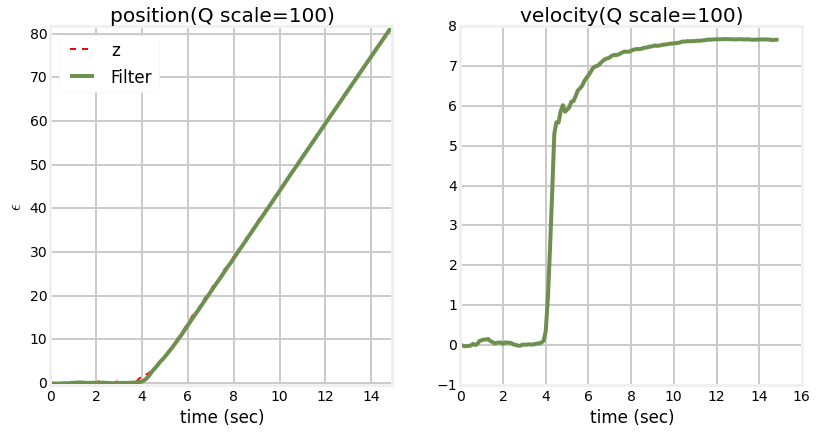 position(Q scale=100)
velocity(Q scale=100)
z
Filter
80
70
60
50
40
30
20
10
0
ϵ
0 2 4 6 8 10 12 14
time (sec)
8
7
6
5
4
3
2
1
0
−1
0 2 4 6 8 10 12 14 16
time (sec)